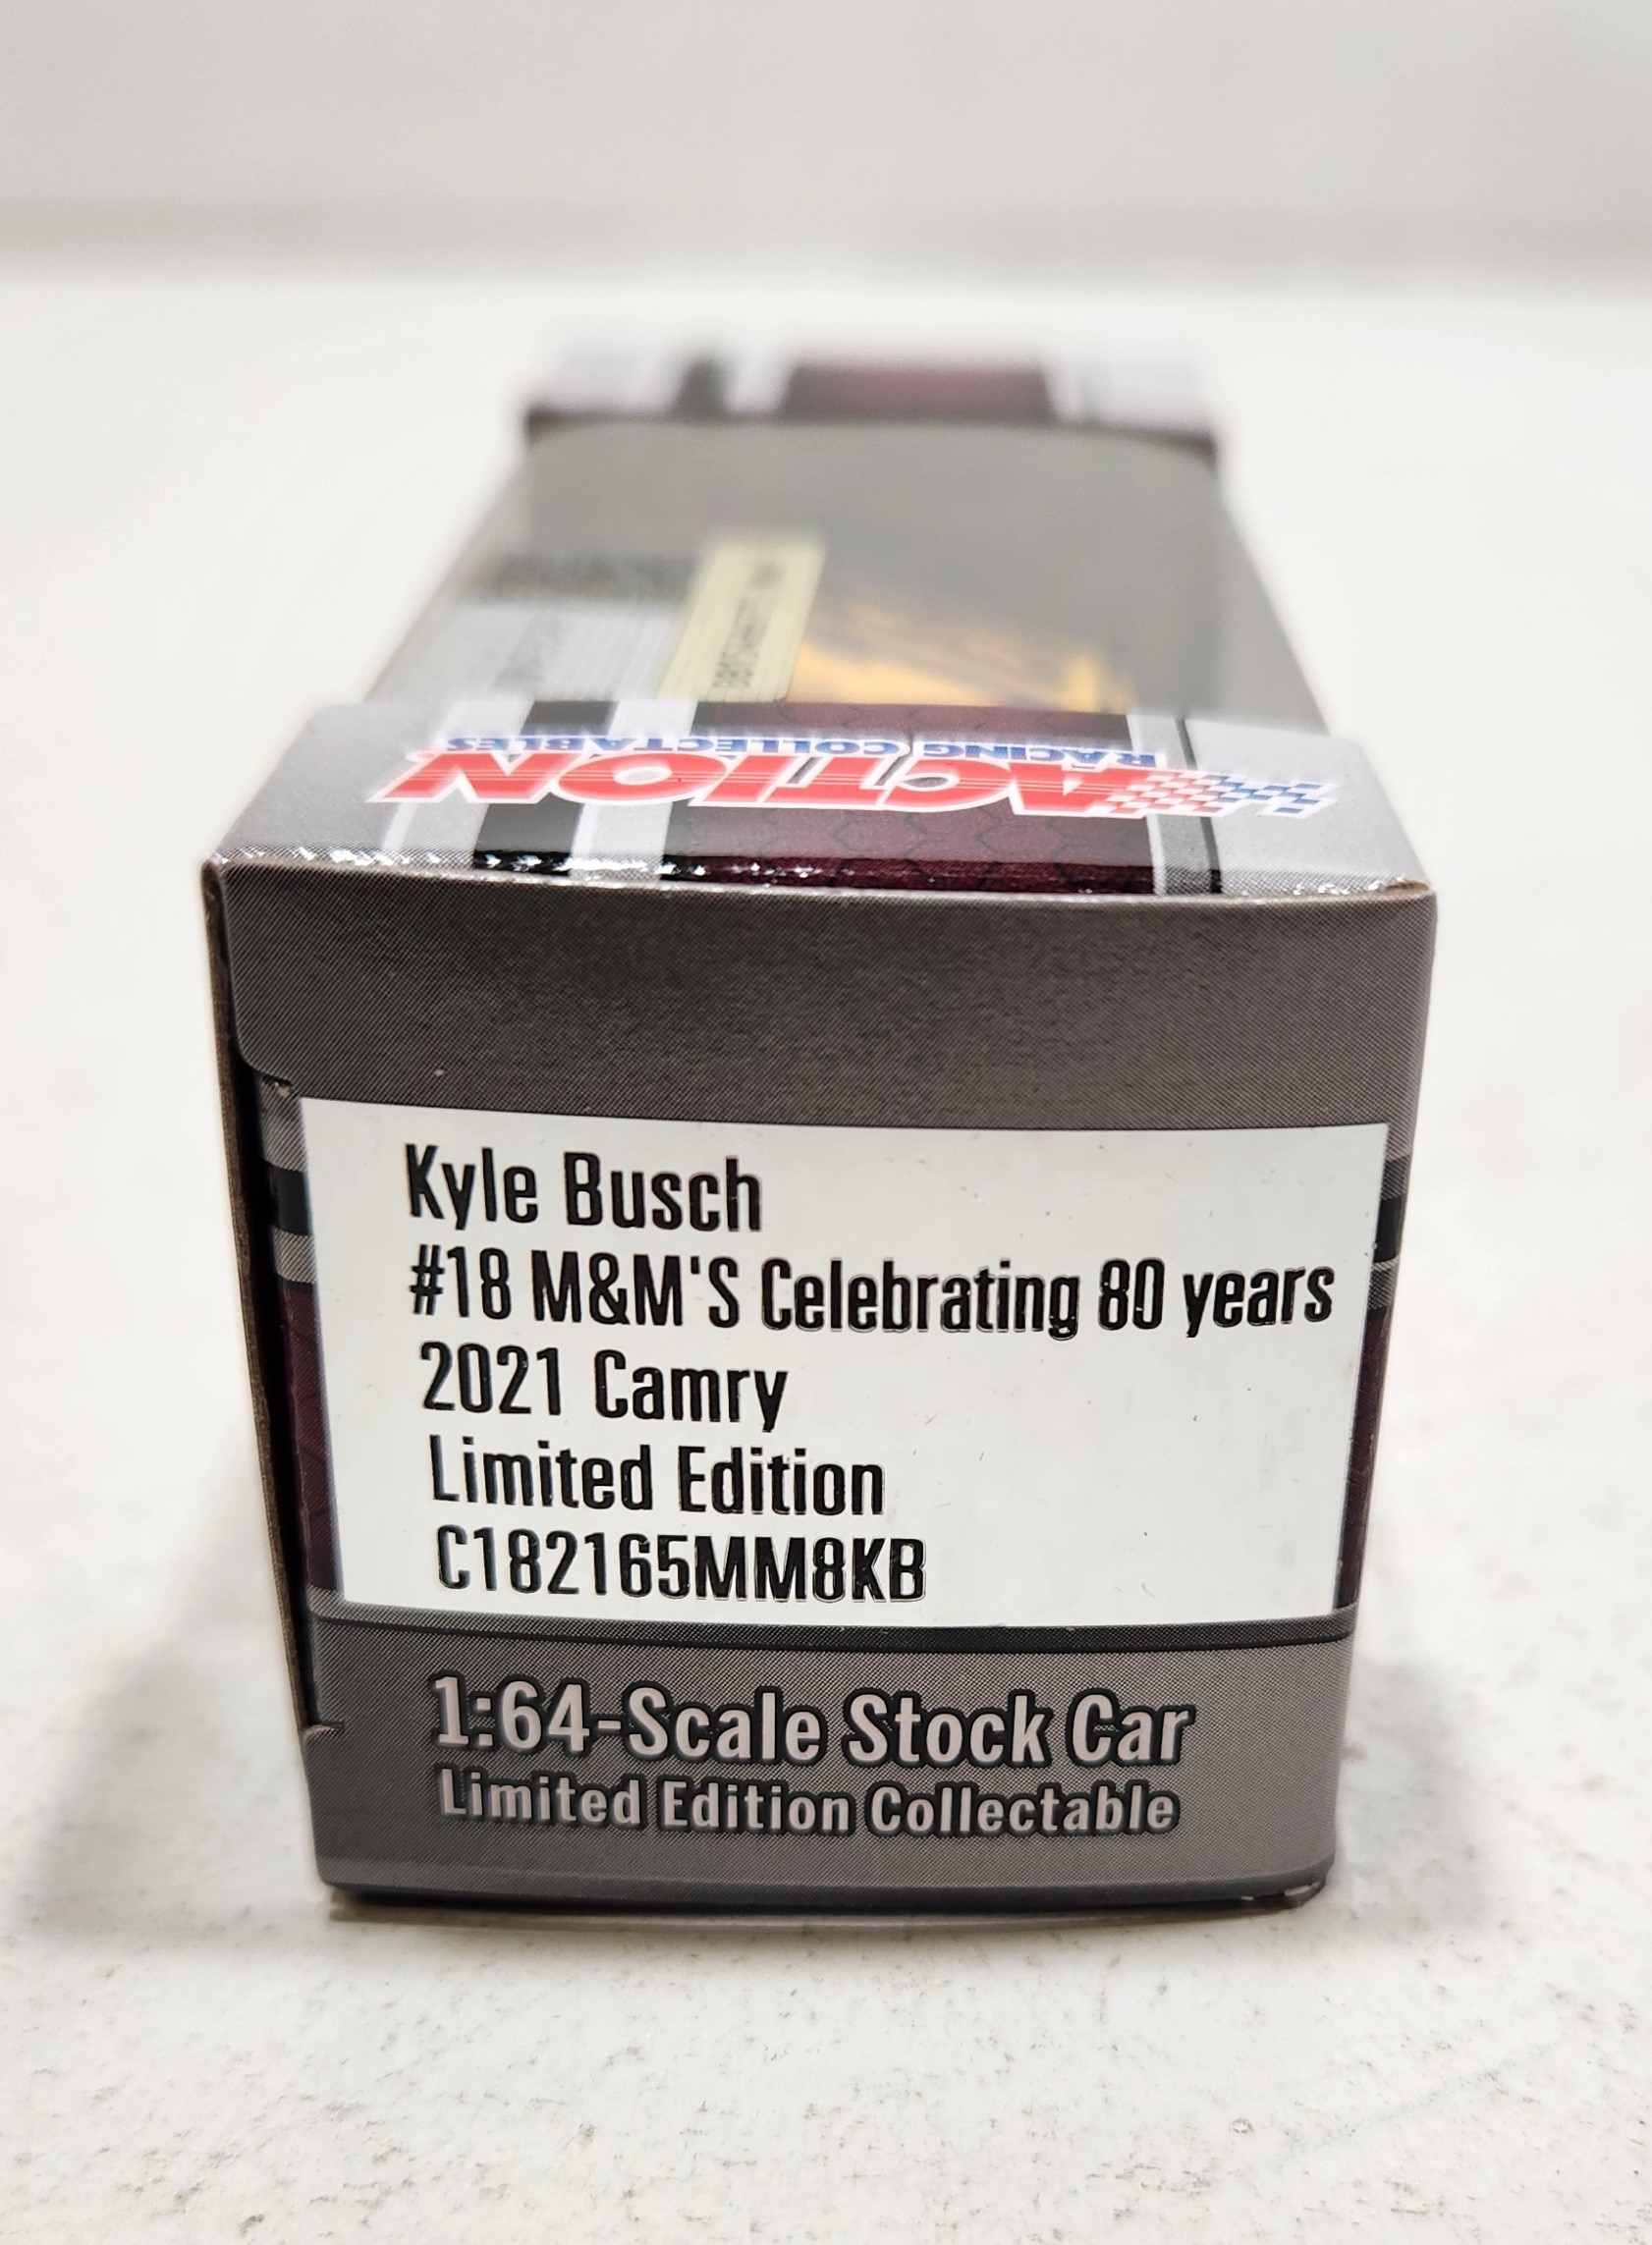 ACTION
RACING COLLECTABLES
Kyle Busch
#18 M&M'S Celebrating 80 years
2021 Camry
Limited Edition
C182165MM8KB
1:64-Scale Stock Car
Limited Edition Collectable